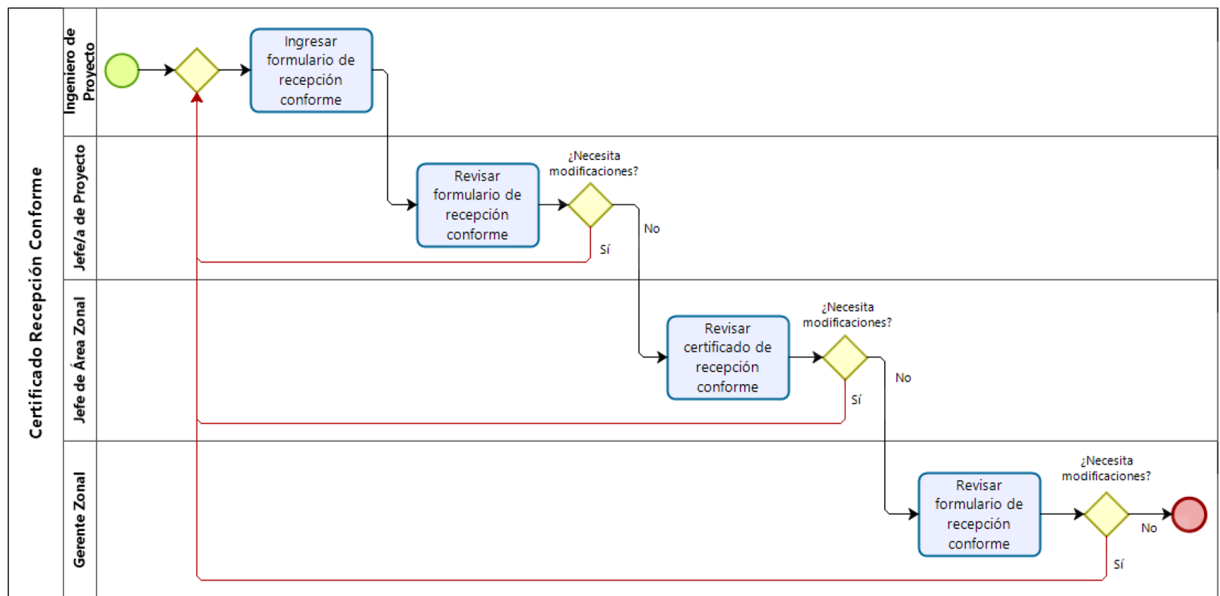 Certificado Recepción Conforme
Ingeniero de
Proyecto
Ingresar
formulario de
recepción
conforme
Jefe/a de Proyecto
Revisar
formulario de
recepción
conforme
¿Necesita
modificaciones?
No
Sí
Jefe de Área Zonal
Revisar
certificado de
recepción
conforme
¿Necesita
modificaciones?
No
Sí
Gerente Zonal
Revisar
formulario de
recepción
conforme
¿Necesita
modificaciones?
No
Sí